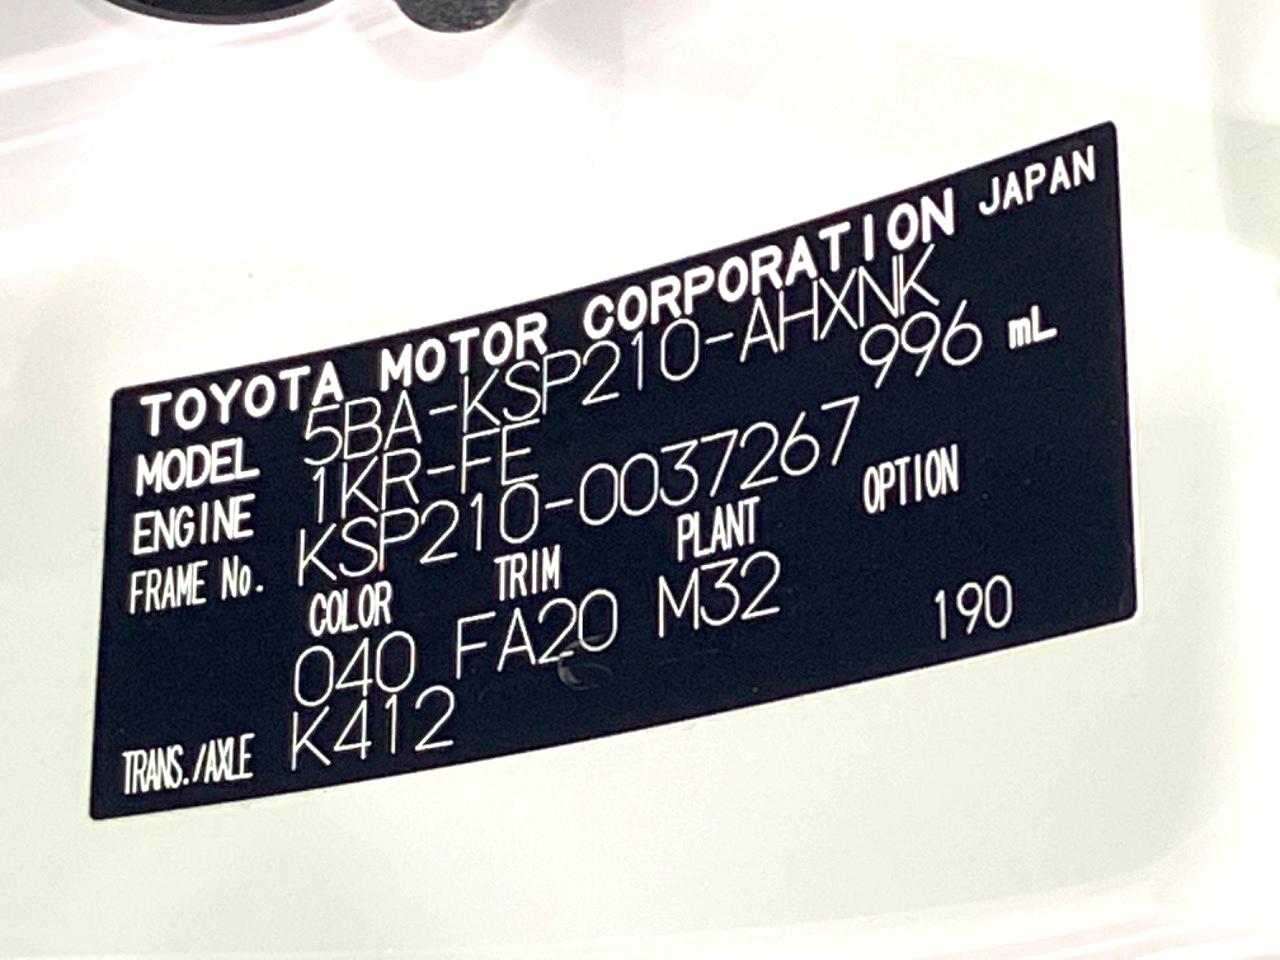 TOYOTA MOTOR CORPORATION JAPAN
MODEL 5BA-KSP210-AHXNK
ENGINE 1KR-FE 996 mL
FRAME No. KSP210-0037267
COLOR TRIM PLANT OPTION
040 FA20 M32 190
TRANS./AXLE K412